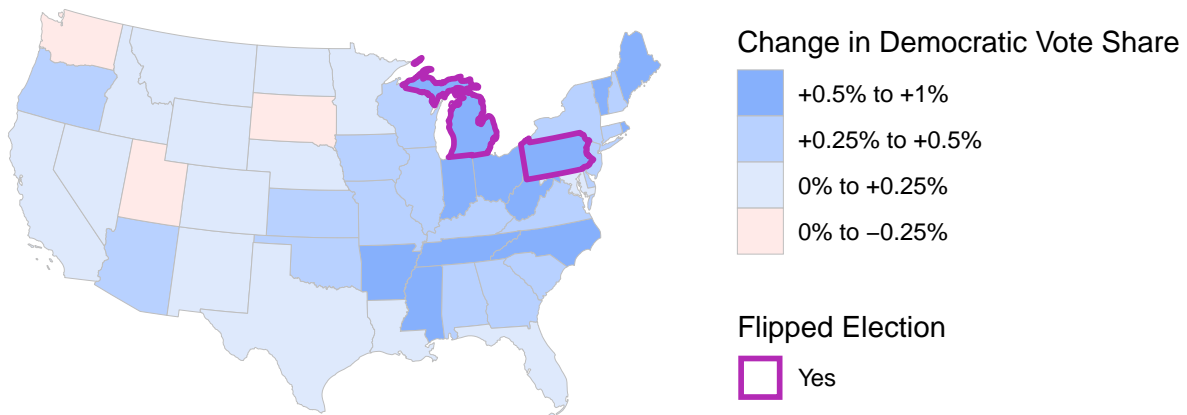 Change in Democratic Vote Share
+0.5% to +1%
+0.25% to +0.5%
0% to +0.25%
0% to −0.25%
Flipped Election
Yes